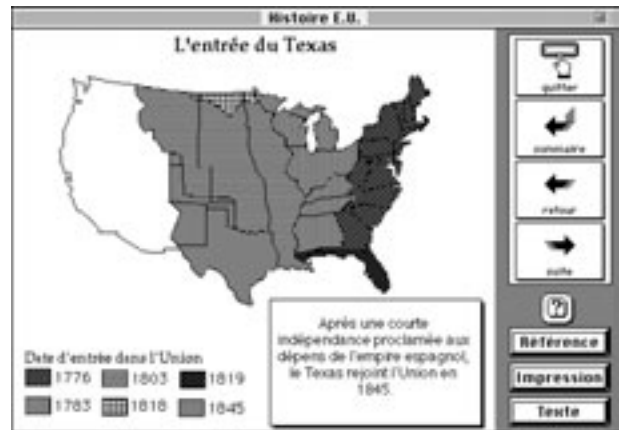 Histoire E.U.
L'entrée du Texas
quitter
sommaire
retour
suite
?
Référence
Impression
Texte
Après une courte
indépendance proclamée aux
dépens de l'empire espagnol,
le Texas rejoint l'Union en
1845.
Date d'entrée dans l'Union
1776 1803 1819
1783 1818 1845